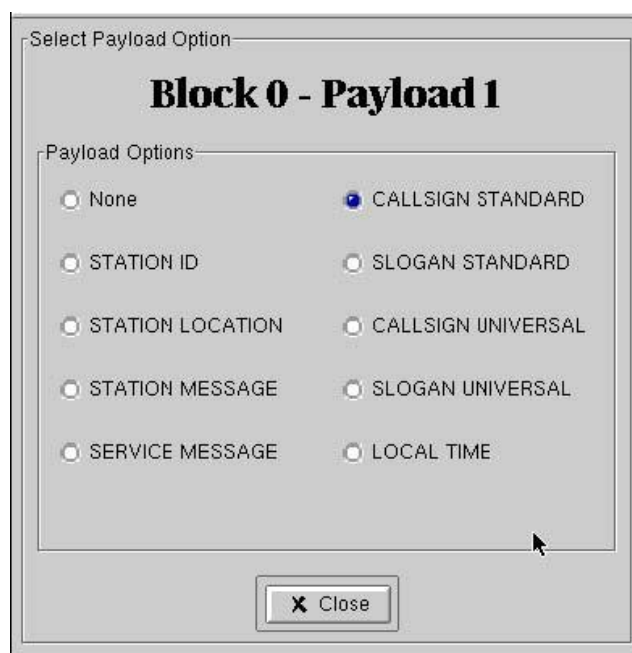 Select Payload Option
Block 0 - Payload 1
Payload Options
None
CALLSIGN STANDARD
STATION ID
SLOGAN STANDARD
STATION LOCATION
CALLSIGN UNIVERSAL
STATION MESSAGE
SLOGAN UNIVERSAL
SERVICE MESSAGE
LOCAL TIME
Close